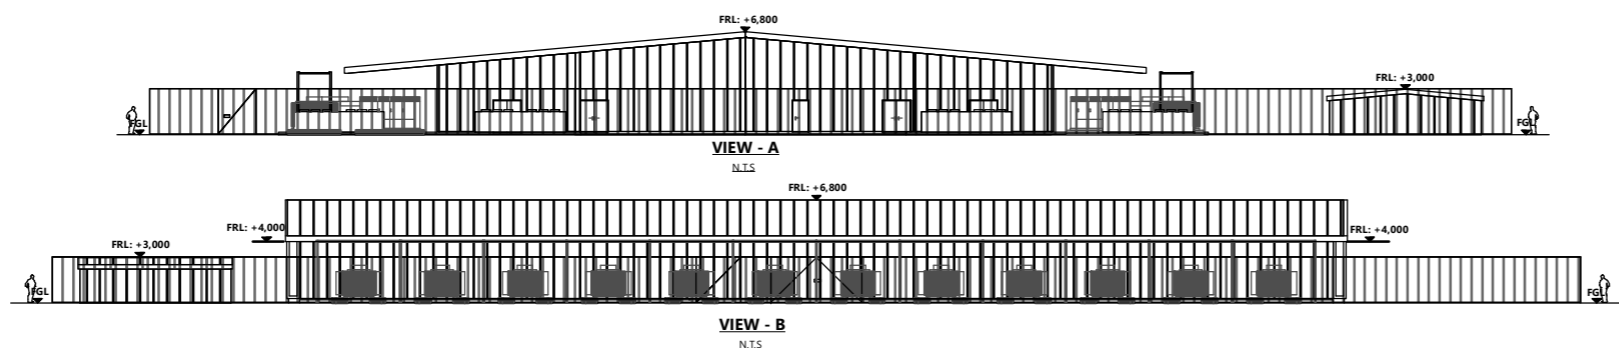 FRL: +6,800
FRL: +3,000
FGL
FGL
VIEW - A
N.T.S
FRL: +6,800
FRL: +4,000
FRL: +4,000
FRL: +3,000
FGL
FGL
VIEW - B
N.T.S